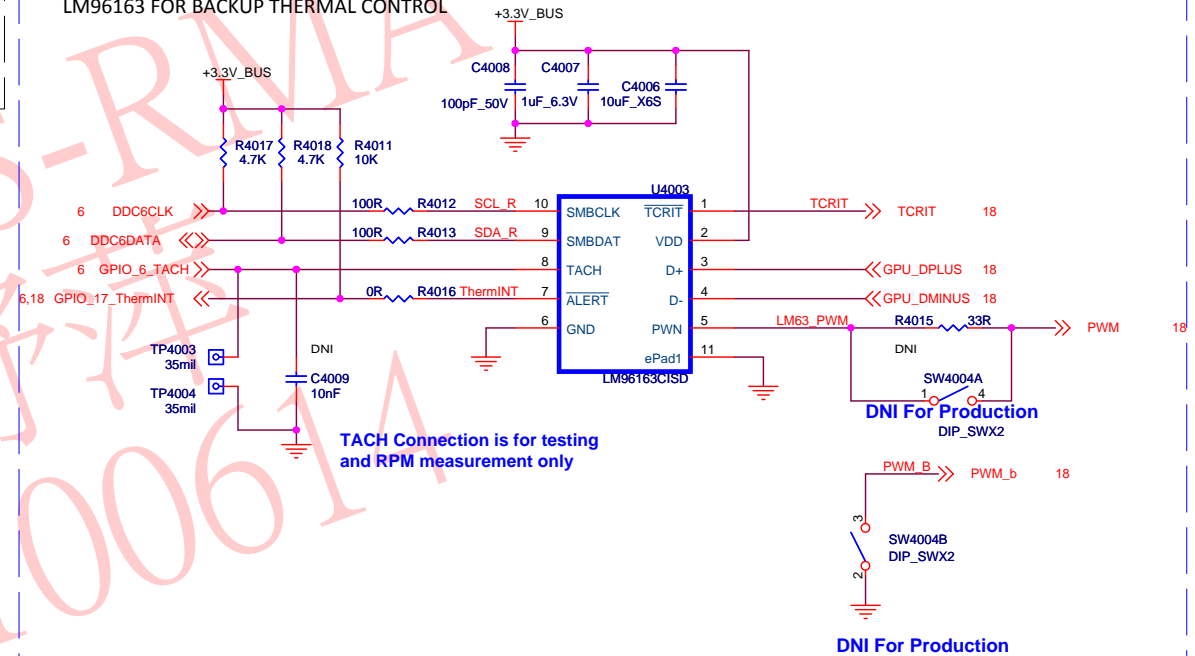 LM96163 FOR BACKUP THERMAL CONTROL
+3.3V_BUS
C4008
C4007
C4006
100pF_50V
1uF_6.3V
10uF_X6S
+3.3V_BUS
R4017
4.7K
R4018
4.7K
R4011
10K
U4003
6 DDC6CLK
100R R4012 SCL_R 10 SMBCLK
TCRIT 1 TCRIT TCRIT 18
6 DDC6DATA
100R R4013 SDA_R 9 SMBDAT
VDD 2
6 GPIO_6_TACH
8 TACH
D+ 3 GPU_DPLUS 18
6,18 GPIO_17_ThermINT
0R R4016 ThermINT 7 ALERT
D- 4 GPU_DMINUS 18
6 GND
PWN 5 LM63_PWM R4015 33R PWM 18
DNI
ePad1 11
LM96163CISD
TP4003
35mil
TP4004
35mil
DNI
C4009
10nF
SW4004A
1 4
DNI For Production
DIP_SWX2
TACH Connection is for testing
and RPM measurement only
PWM_B PWM_b 18
3
SW4004B
DIP_SWX2
2
DNI For Production
S-RMA
00614